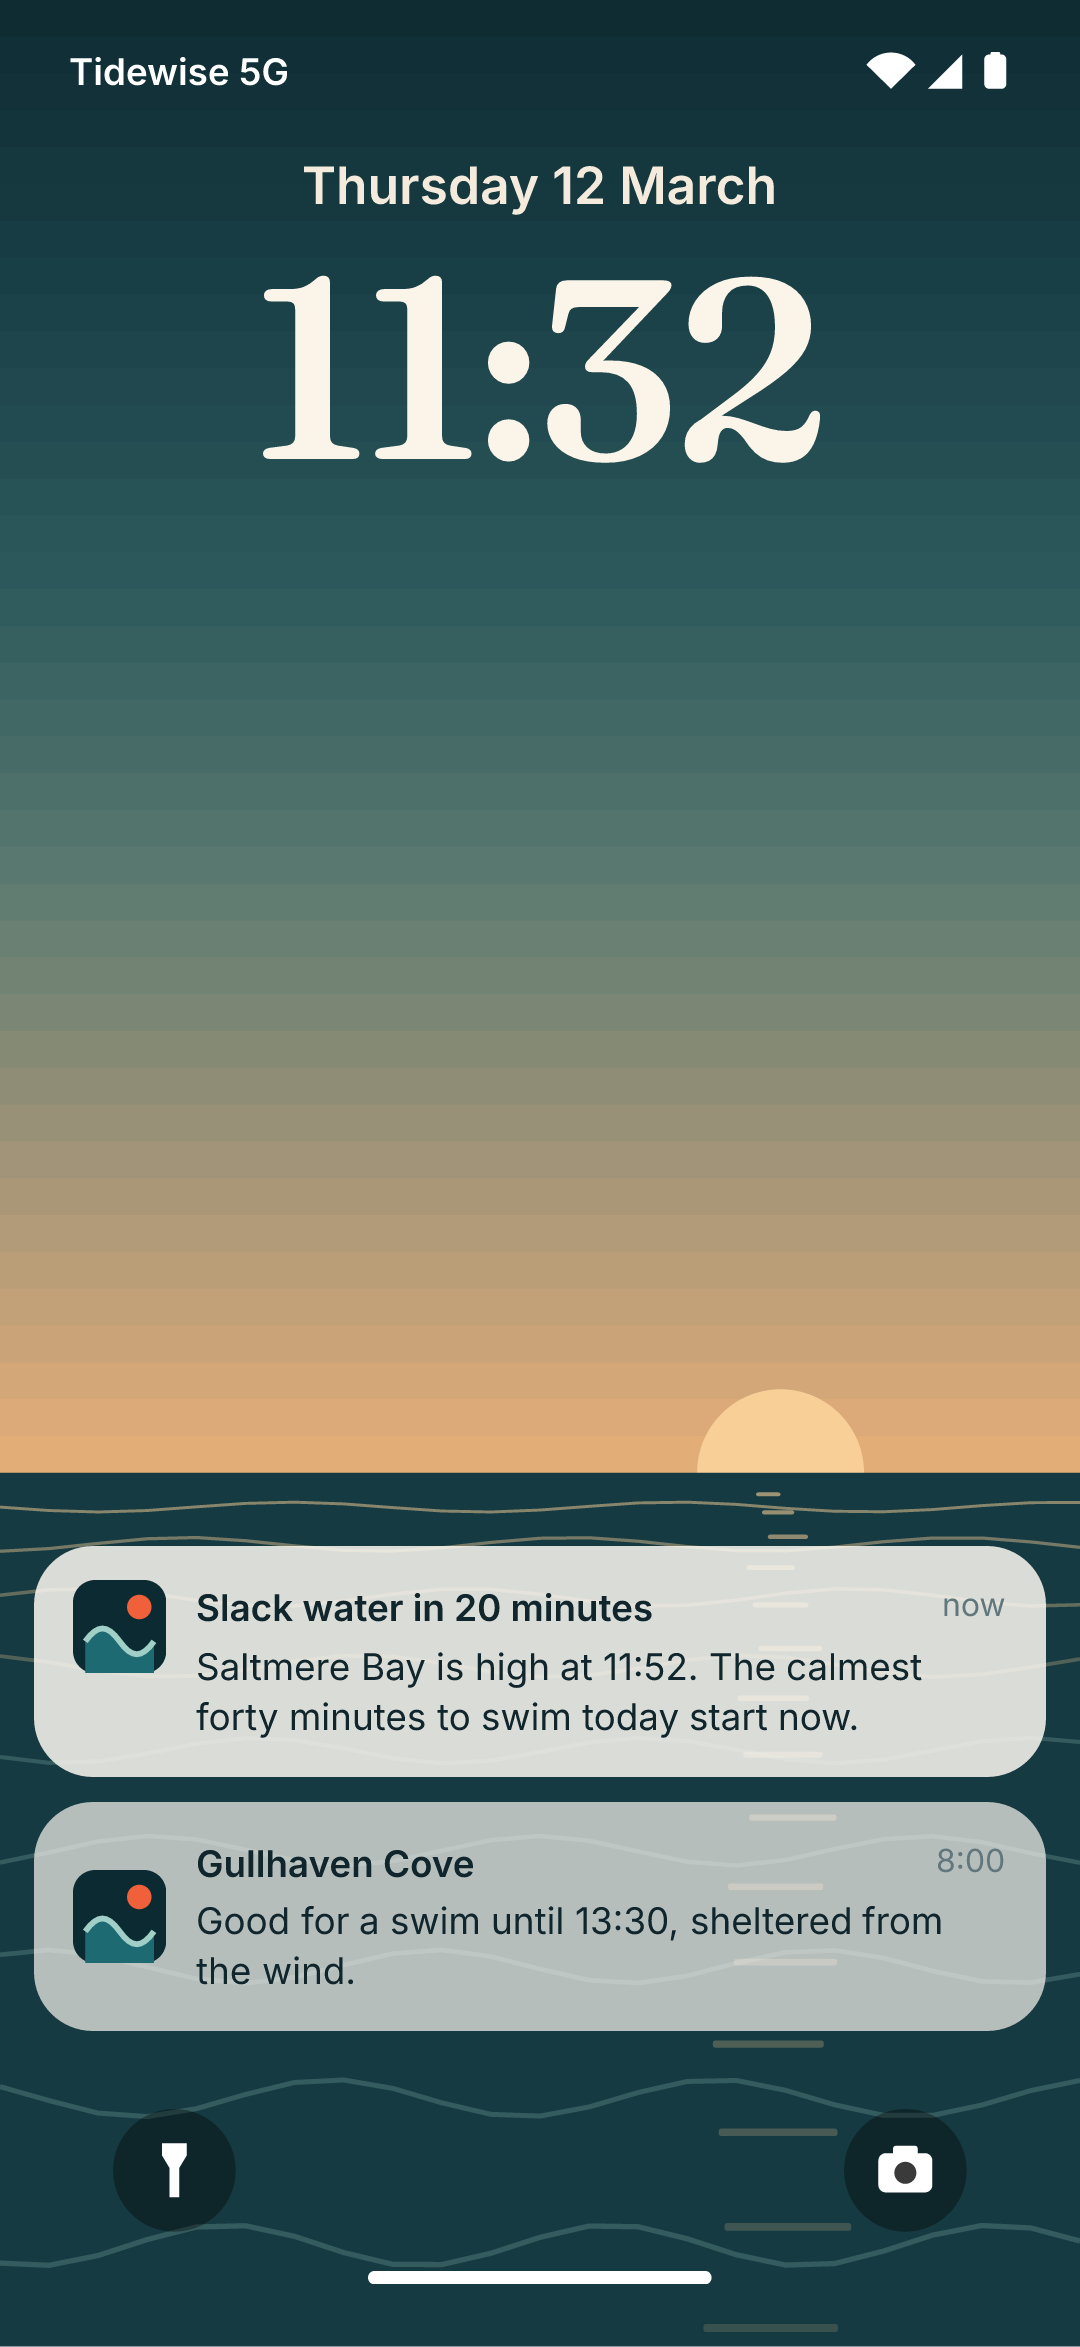 Tidewise 5G
Thursday 12 March
11:32
Slack water in 20 minutes
now
Saltmere Bay is high at 11:52. The calmest
forty minutes to swim today start now.
Gullhaven Cove
8:00
Good for a swim until 13:30, sheltered from
the wind.